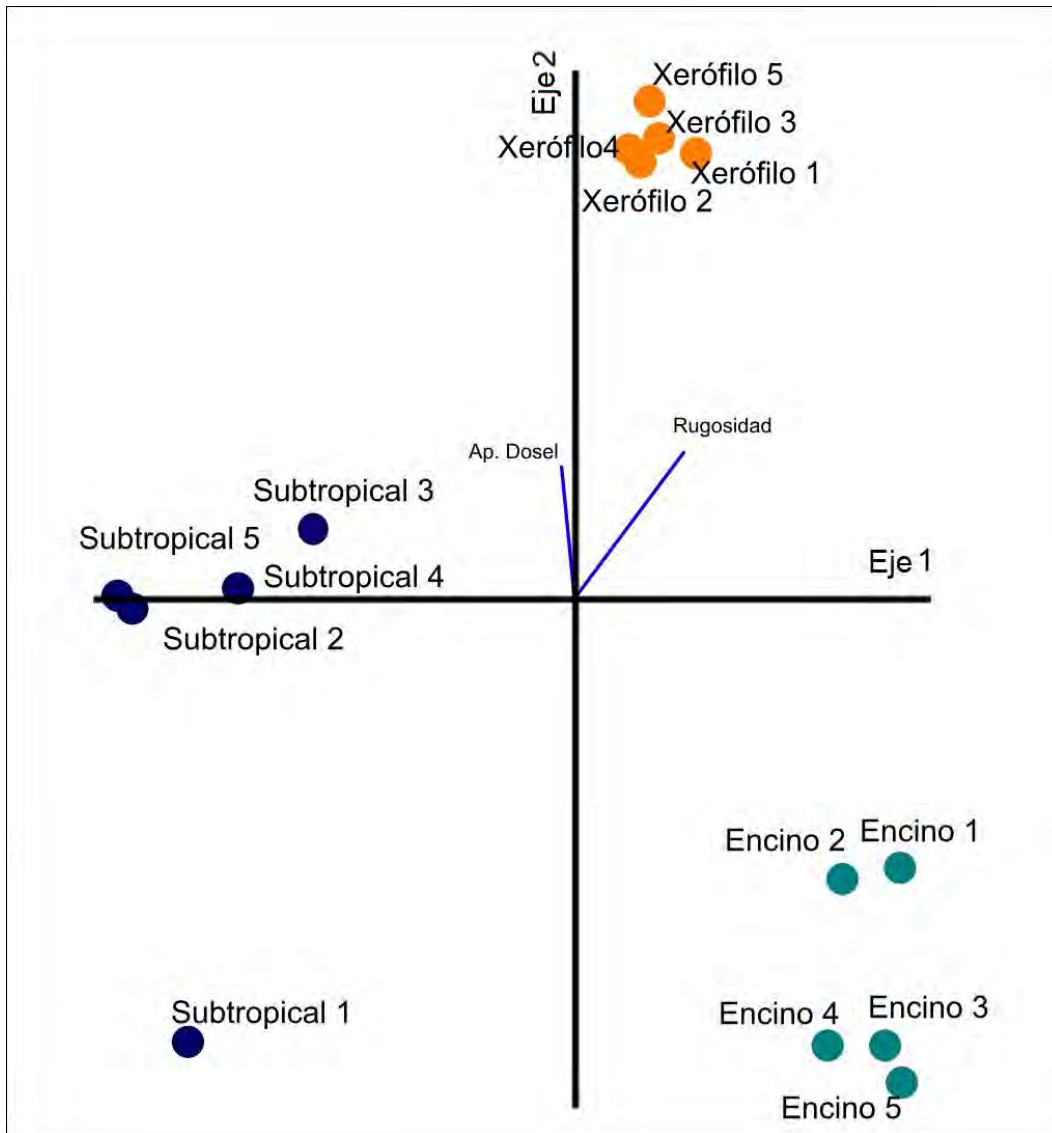 Eje 2
Xerófilo 5
Xerófilo 3
Xerófilo4
Xerófilo 1
Xerófilo 2
Rugosidad
Ap. Dosel
Subtropical 3
Subtropical 5
Eje 1
Subtropical 4
Subtropical 2
Encino 1
Encino 2
Encino 3
Subtropical 1
Encino 4
Encino 5